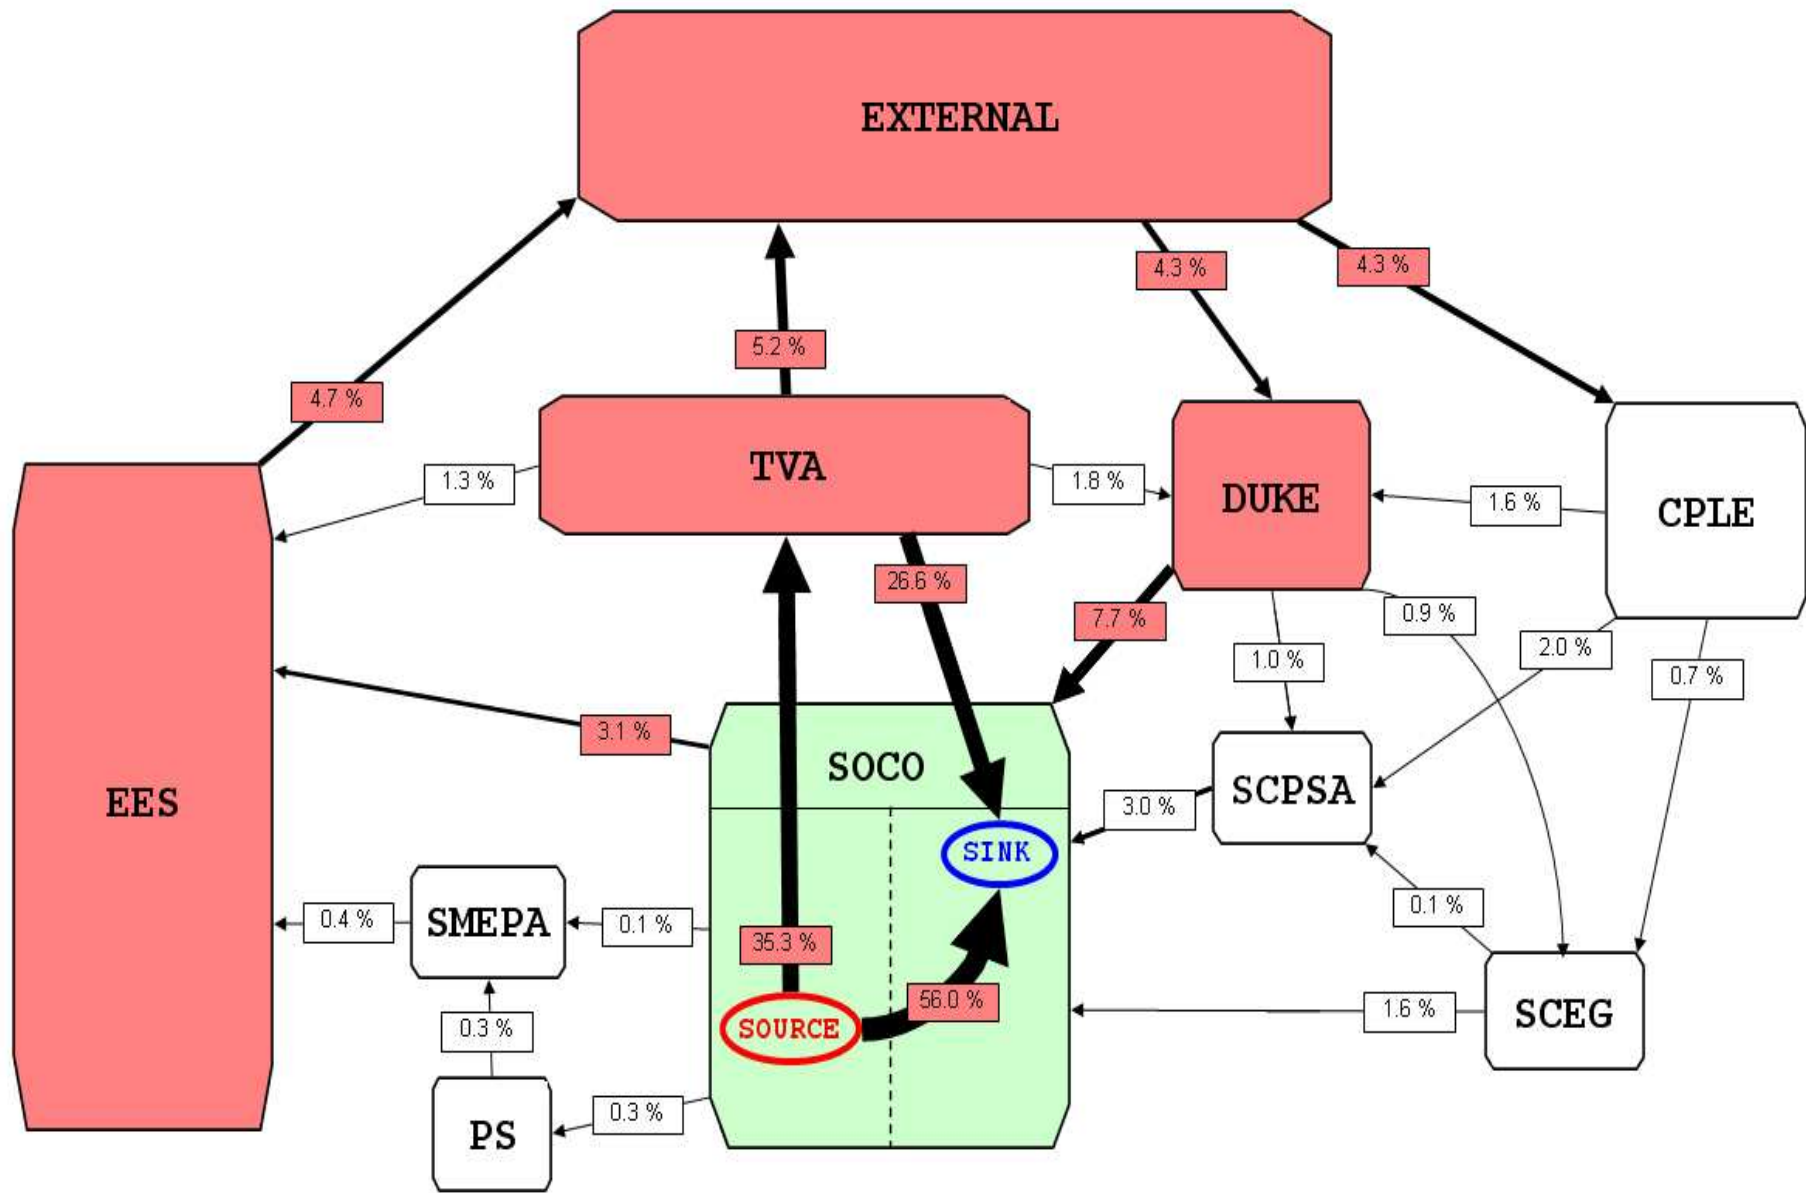 EXTERNAL
4.3 %
4.3 %
5.2 %
4.7 %
TVA
1.3 %
1.8 %
DUKE
1.6 %
CPLE
26.6 %
7.7 %
0.9 %
1.0 %
2.0 %
0.7 %
3.1 %
SOCO
EES
SCPSA
3.0 %
SINK
SMEPA
0.4 %
0.1 %
35.3 %
0.1 %
56.0 %
SOURCE
1.6 %
SCEG
0.3 %
0.3 %
PS